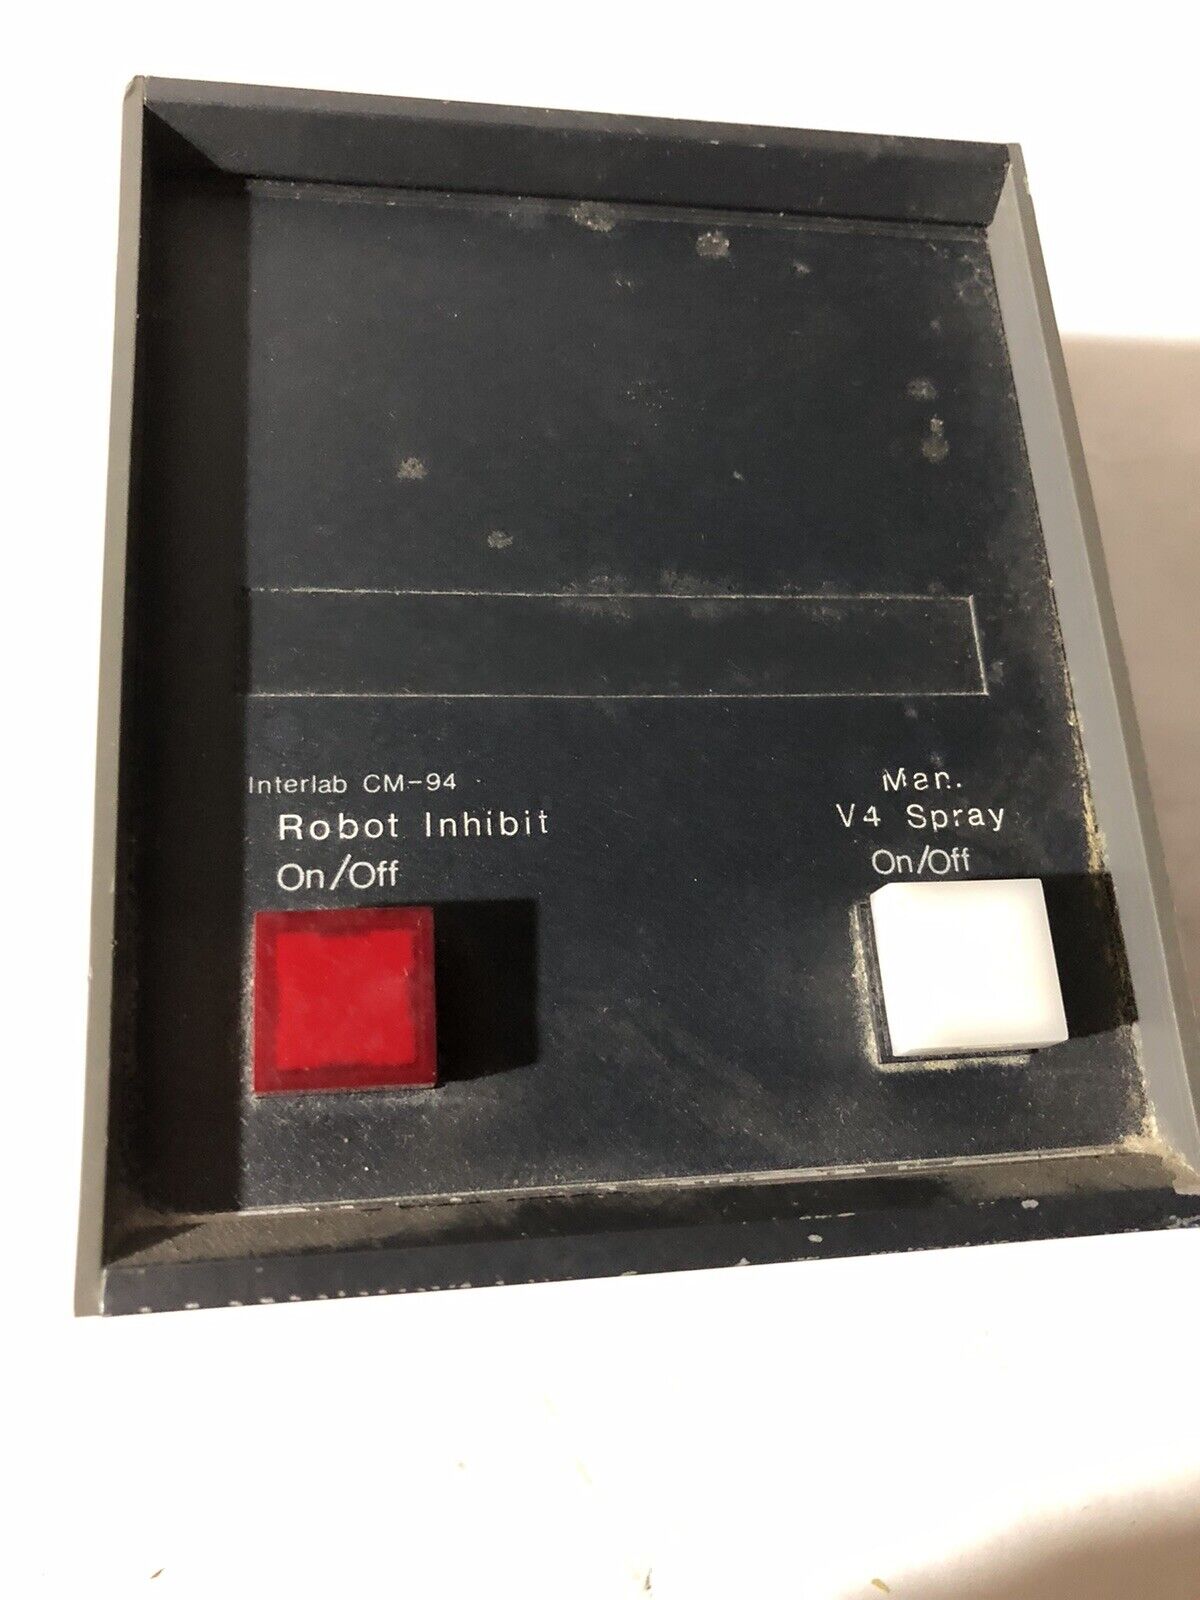 Interlab CM-94
Robot Inhibit
On/Off
Man.
V4 Spray
On/Off